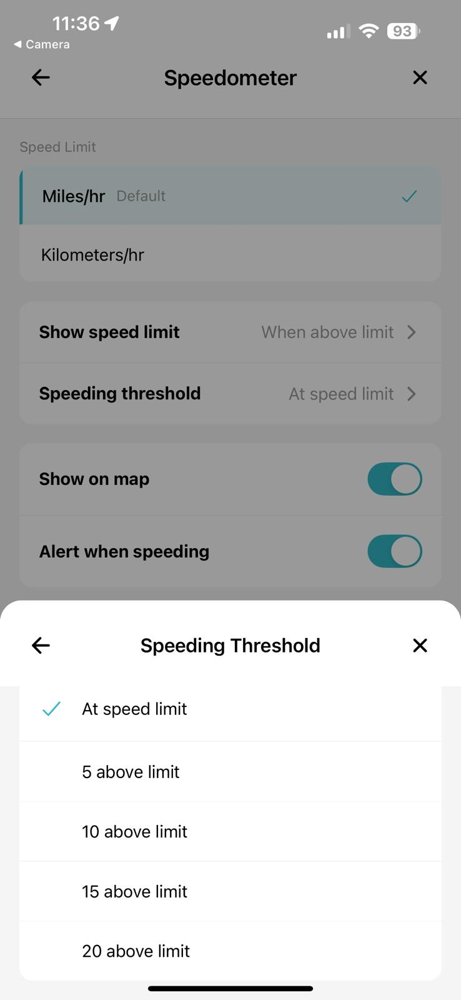 11:36
93
Camera
Speedometer
Speed Limit
Miles/hr Default
Kilometers/hr
Show speed limit When above limit
Speeding threshold At speed limit
Show on map
Alert when speeding
Speeding Threshold
At speed limit
5 above limit
10 above limit
15 above limit
20 above limit